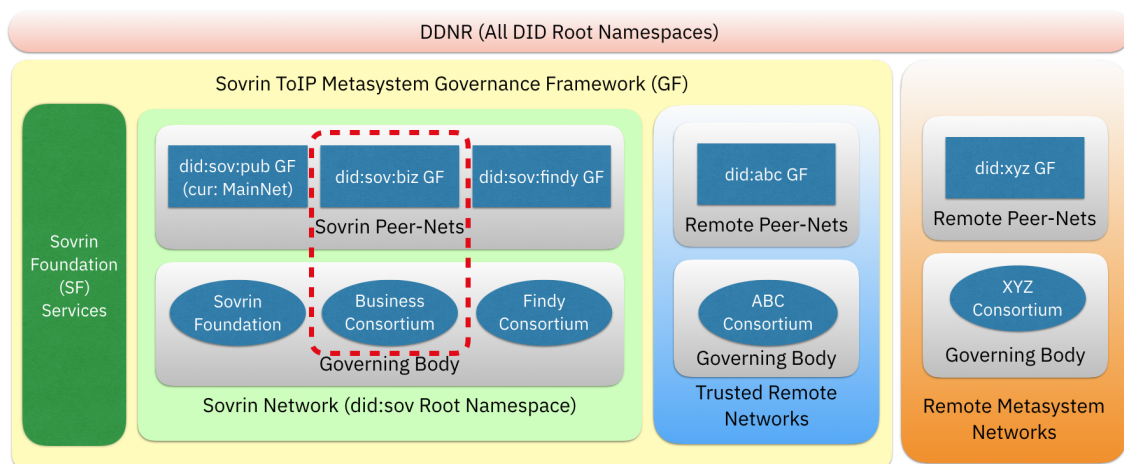 DDNR (All DID Root Namespaces)
Sovrin ToIP Metasystem Governance Framework (GF)
Sovrin
Foundation
(SF)
Services
did:sov:pub GF
(cur: MainNet)
did:sov:biz GF
did:sov:findy GF
Sovrin Peer-Nets
Sovrin
Foundation
Business
Consortium
Findy
Consortium
Governing Body
Sovrin Network (did:sov Root Namespace)
did:abc GF
Remote Peer-Nets
ABC
Consortium
Governing Body
Trusted Remote
Networks
did:xyz GF
Remote Peer-Nets
XYZ
Consortium
Governing Body
Remote Metasystem
Networks